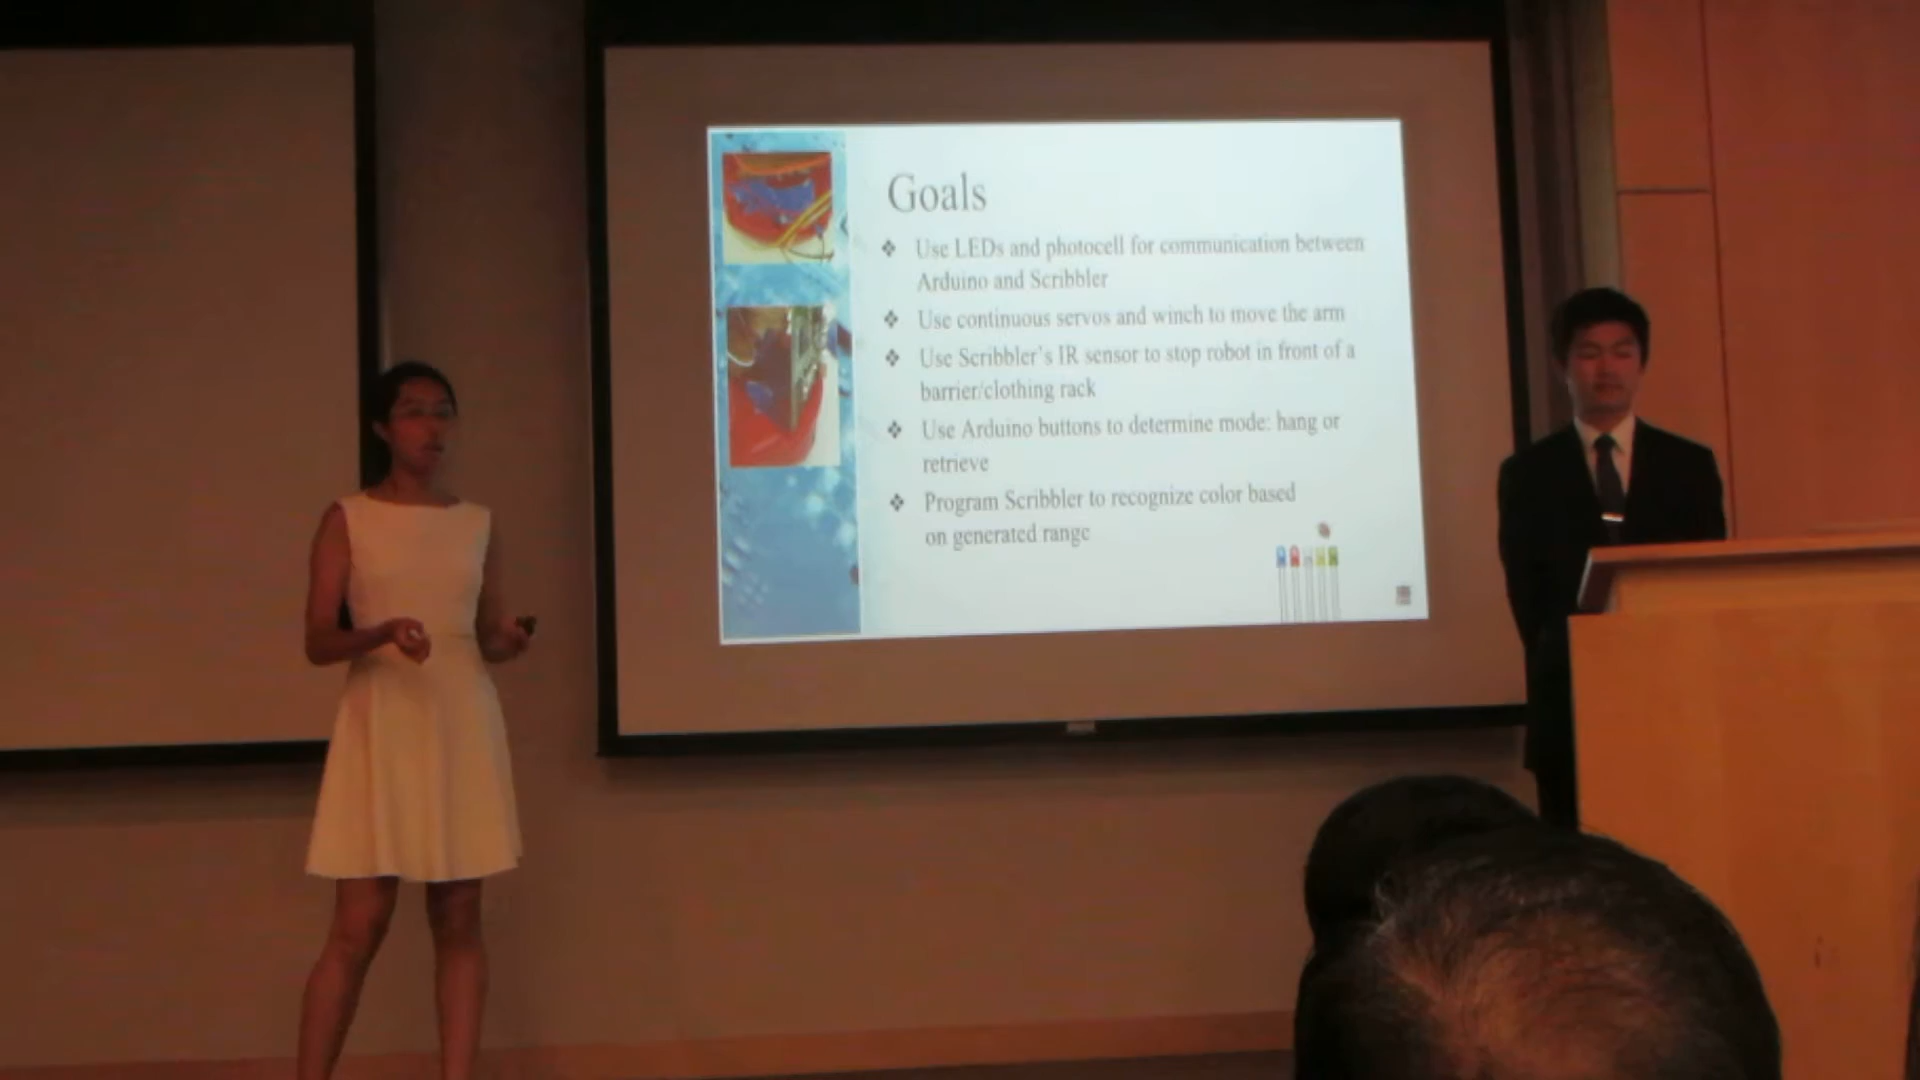 Goals
❖ Use LEDs and photocell for communication between
Arduino and Scribbler
❖ Use continuous servos and winch to move the arm
❖ Use Scribbler's IR sensor to stop robot in front of a
barrier/clothing rack
❖ Use Arduino buttons to determine mode: hang or
retrieve
❖ Program Scribbler to recognize color based
on generated range